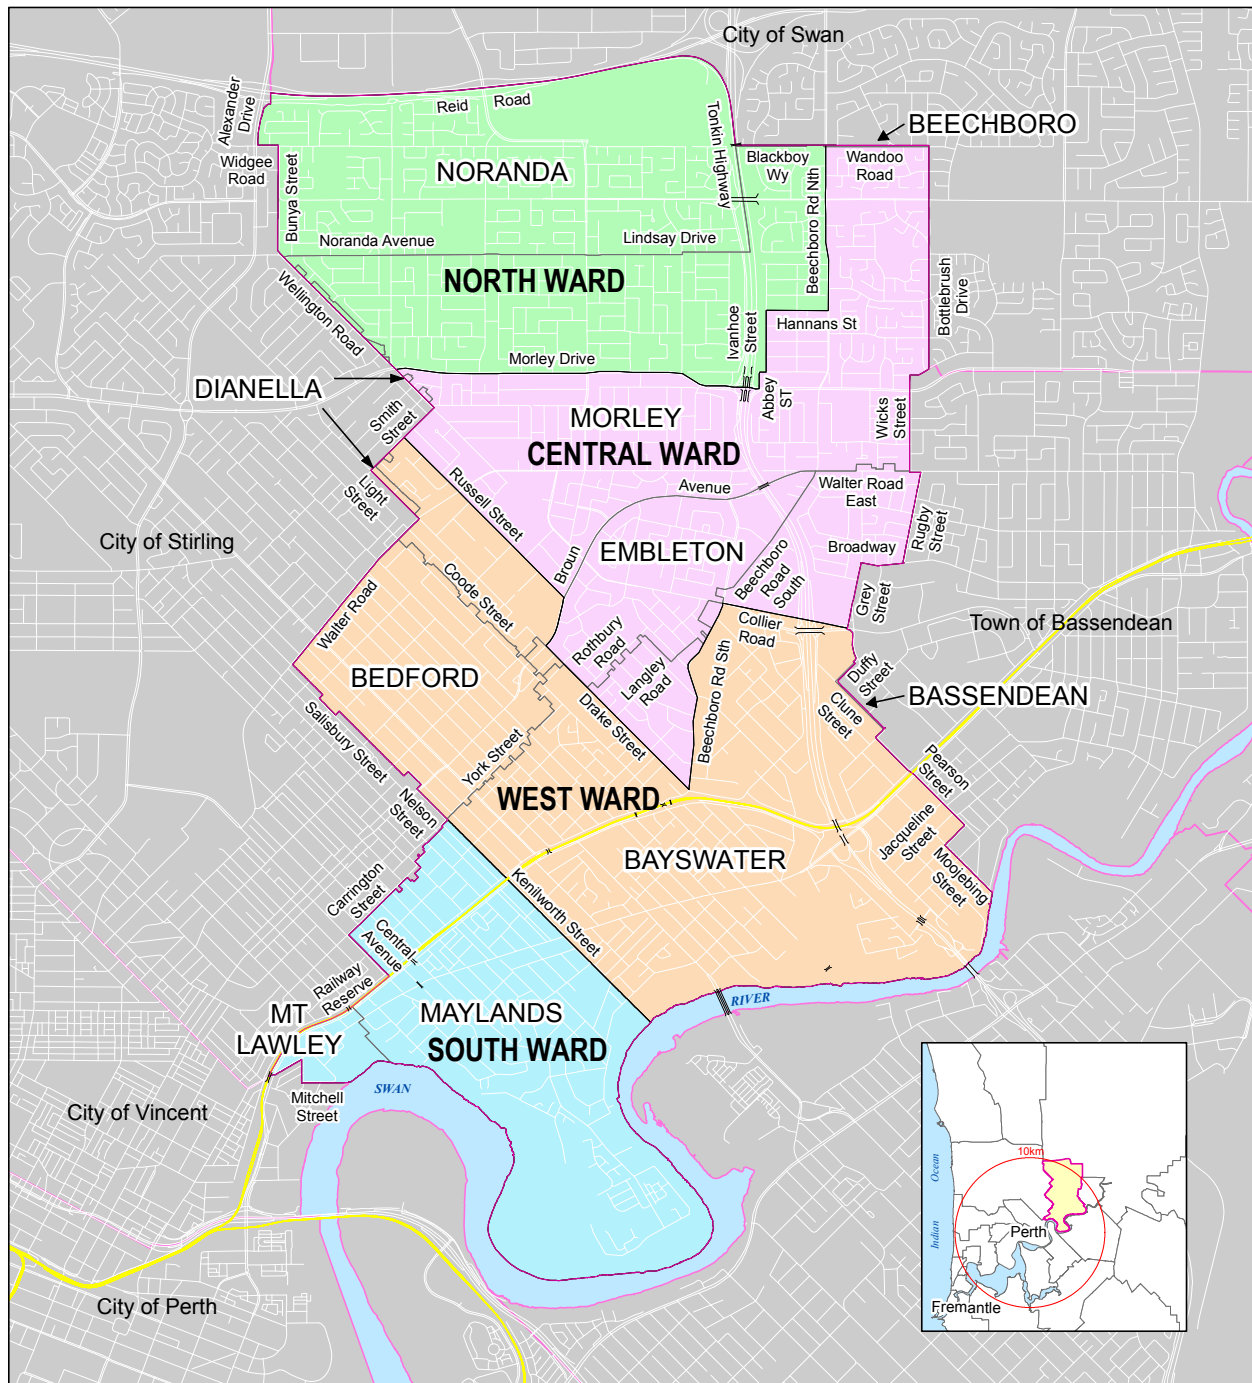 City of Swan
Alexander
Drive
Reid Road
Tonkin Highway
BEECHBORO
Widgee
Road
Bunya Street
NORANDA
Blackboy
Wy
Beechboro Rd Nth
Wandoo
Road
Noranda Avenue
Lindsay Drive
NORTH WARD
Wellington Road
Ivanhoe
Street
Hannans St
Bottlebrush
Drive
Morley Drive
DIANELLA
Smith
Street
Abbey
ST
MORLEY
CENTRAL WARD
Wicks
Street
Light
Street
Russell Street
Avenue
Walter Road
East
City of Stirling
Broun
EMBLETON
Broadway
Rugby
Street
Coode Street
Beechboro
Road
South
Grey
Street
Walter Road
Collier
Road
Town of Bassendean
Rothbury
Road
Langley
Road
BEDFORD
Beechboro Rd Sth
Duffy
Street
Clune
Street
BASSENDEAN
Salisbury Street
Drake Street
York Street
Pearson
Street
Nelson
Street
WEST WARD
Jacqueline
Street
BAYSWATER
Moojebing
Street
Carrington
Street
Kenilworth Street
Central
Avenue
Railway
Reserve
MT
LAWLEY
MAYLANDS
SOUTH WARD
RIVER
SWAN
Mitchell
Street
City of Vincent
City of Perth
10km
Ocean
Indian
Perth
Fremantle